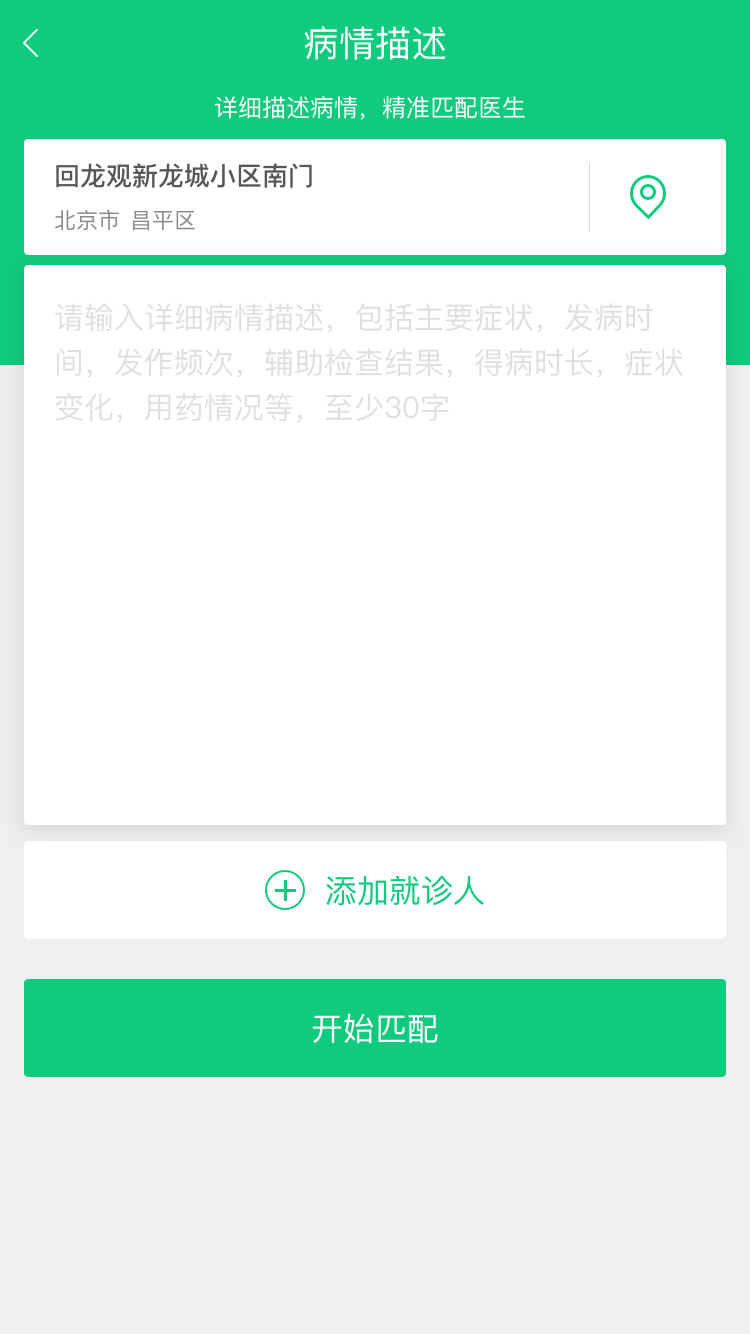 病情描述
详细描述病情，精准匹配医生
回龙观新龙城小区南门
北京市 昌平区
请输入详细病情描述，包括主要症状，发病时
间，发作频次，辅助检查结果，得病时长，症状
变化，用药情况等，至少30字
添加就诊人
开始匹配